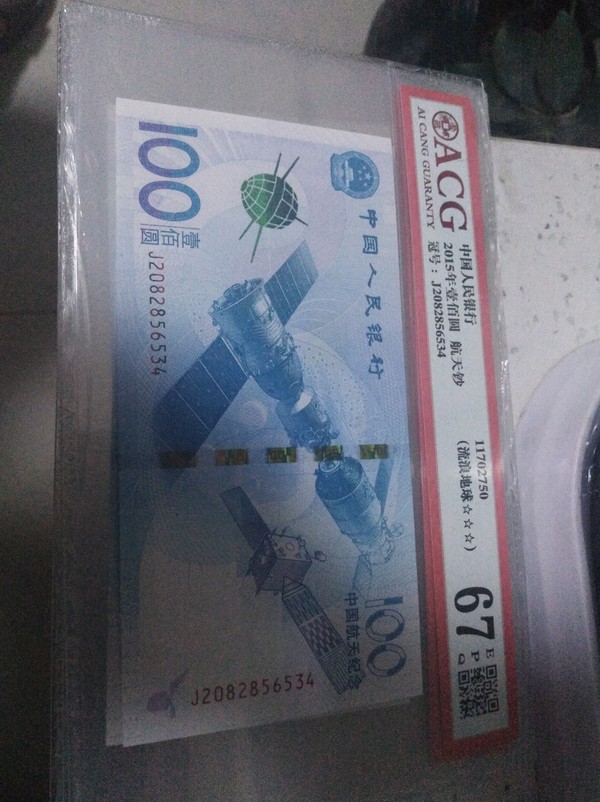 ACG
AI CANG GUARANTY
中国人民银行
2015年壹佰圆 航天钞
冠号：J2082856534
11702750
(流浪地球☆☆☆)
67
E
P
Q
中国人民银行
100
壹佰圆
J2082856534
100
中国航天纪念
J2082856534